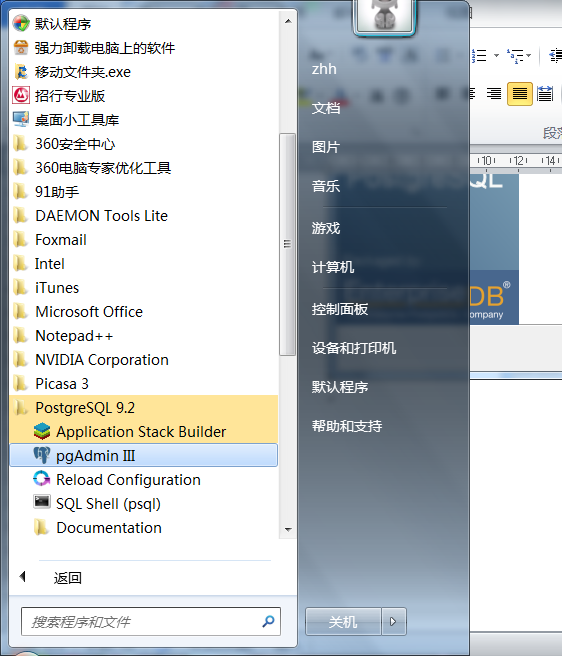 默认程序
强力卸载电脑上的软件
移动文件夹.exe
招行专业版
桌面小工具库
360安全中心
360电脑专家优化工具
91助手
DAEMON Tools Lite
Foxmail
Intel
iTunes
Microsoft Office
Notepad++
NVIDIA Corporation
Picasa 3
PostgreSQL 9.2
Application Stack Builder
pgAdmin III
Reload Configuration
SQL Shell (psql)
Documentation
返回
搜索程序和文件
zhh
文档
图片
音乐
游戏
计算机
控制面板
设备和打印机
默认程序
帮助和支持
关机
段落
10 12 14
PostgreSQL
EnterpriseDB®
company